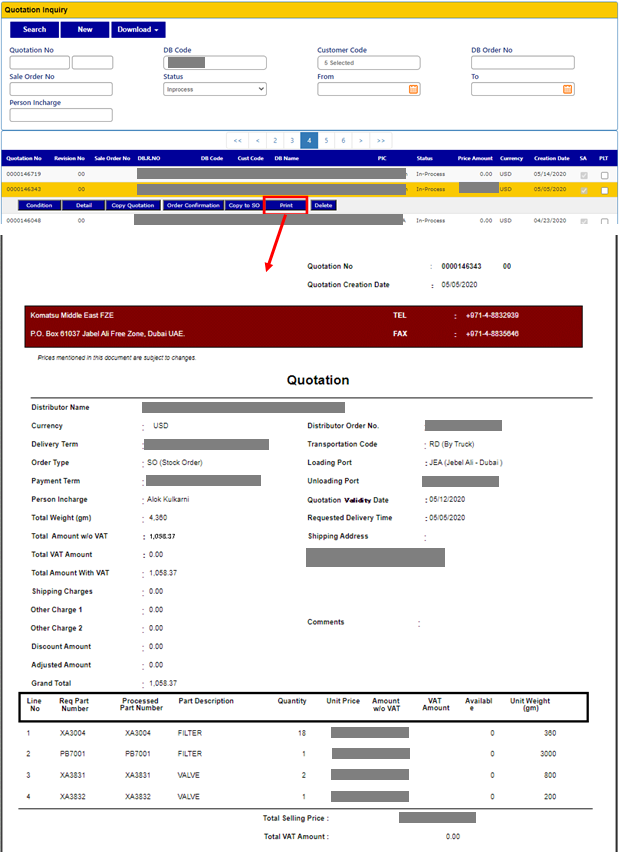 Quotation Inquiry
Search New Download
Quotation No DB Code Customer Code DB Order No
5 Selected
Sale Order No Status From To
Inprocess
Person Incharge
<< < 2 3 4 5 6 > >>
Quotation No Revision No Sale Order No DB.R.NO DB Code Cust Code DB Name PIC Status Price Amount Currency Creation Date SA PLT
0000146719 00 In-Process 0.00 USD 05/14/2020
0000146343 00 In-Process USD 05/05/2020
Condition Detail Copy Quotation Order Confirmation Copy to SO Print Delete
0000146048 00 In-Process 0.00 USD 04/23/2020
Quotation No : 0000146343 00
Quotation Creation Date : 05/05/2020
Komatsu Middle East FZE TEL : +971-4-8832939
P.O. Box 61037 Jabel Ali Free Zone, Dubai UAE. FAX : +971-4-8835646
Prices mentioned in this document are subject to changes.
Quotation
Distributor Name
Currency : USD Distributor Order No. :
Delivery Term : Transportation Code : RD (By Truck)
Order Type : SO (Stock Order) Loading Port : JEA (Jebel Ali - Dubai )
Payment Term : Unloading Port :
Person Incharge : Alok Kulkarni Quotation Validity Date : 05/12/2020
Total Weight (gm) : 4,360 Requested Delivery Time : 05/05/2020
Total Amount w/o VAT : 1,058.37 Shipping Address :
Total VAT Amount : 0.00
Total Amount With VAT : 1,058.37
Shipping Charges : 0.00
Other Charge 1 : 0.00
Other Charge 2 : 0.00 Comments :
Discount Amount : 0.00
Adjusted Amount : 0.00
Grand Total : 1,058.37
Line No Req Part Number Processed Part Number Part Description Quantity Unit Price Amount w/o VAT VAT Amount Availabl e Unit Weight (gm)
1 XA3004 XA3004 FILTER 18 0 360
2 PB7001 PB7001 FILTER 1 0 3000
3 XA3831 XA3831 VALVE 2 0 800
4 XA3832 XA3832 VALVE 1 0 200
Total Selling Price :
Total VAT Amount : 0.00